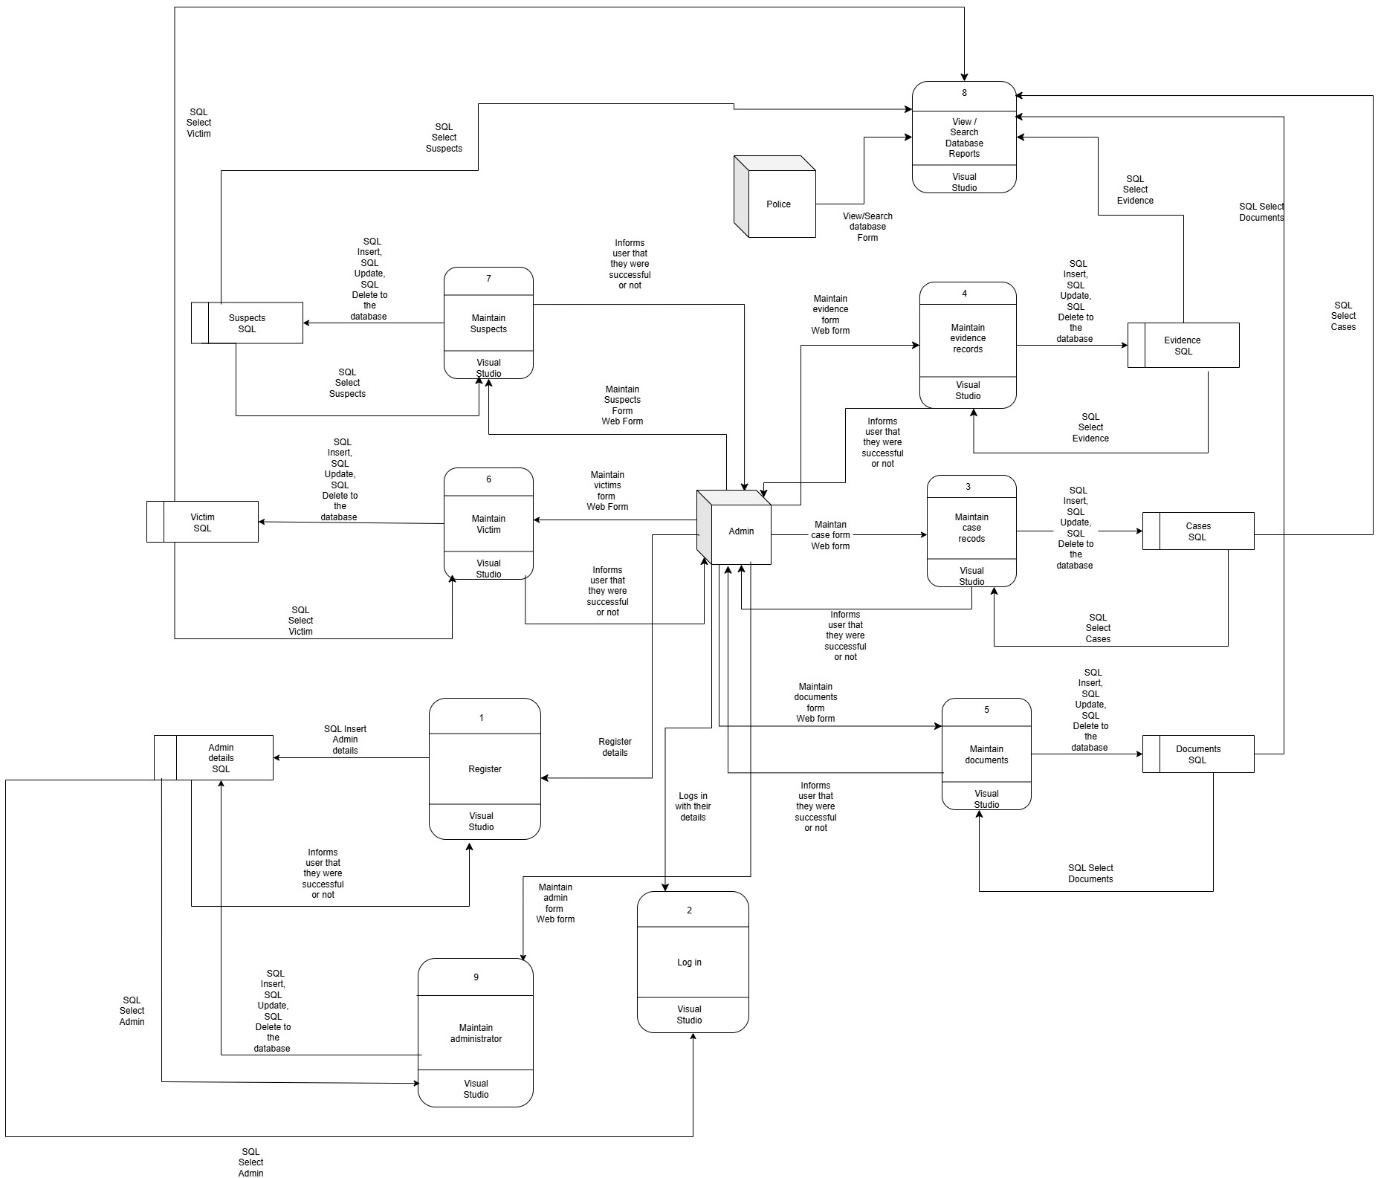 8
View /
Search
Database
Reports
Visual
Studio
SQL
Select
Victim
SQL
Select
Suspects
Police
View/Search
database
Form
SQL
Select
Evidence
SQL Select
Documents
SQL
Insert,
SQL
Update,
SQL
Delete to
the
database
7
Maintain
Suspects
Visual
Studio
Informs
user that
they were
successful
or not
Suspects
SQL
SQL
Select
Suspects
Maintain
Suspects
Form
Web Form
Maintain
evidence
form
Web form
4
Maintain
evidence
records
Visual
Studio
SQL
Insert,
SQL
Update,
SQL
Delete to
the
database
Evidence
SQL
SQL
Select
Cases
Informs
user that
they were
successful
or not
SQL
Select
Evidence
SQL
Insert,
SQL
Update,
SQL
Delete to
the
database
6
Maintain
Victim
Visual
Studio
Maintain
victims
form
Web Form
Victim
SQL
Informs
user that
they were
successful
or not
SQL
Select
Victim
Admin
Maintan
case form
Web form
3
Maintain
case
recods
Visual
Studio
SQL
Insert,
SQL
Update,
SQL
Delete to
the
database
Cases
SQL
Informs
user that
they were
successful
or not
SQL
Select
Cases
Maintain
documents
form
Web form
5
Maintain
documents
Visual
Studio
SQL
Insert,
SQL
Update,
SQL
Delete to
the
database
Documents
SQL
Informs
user that
they were
successful
or not
SQL Select
Documents
1
Register
Visual
Studio
SQL Insert
Admin
details
Admin
details
SQL
Register
details
Logs in
with their
details
Informs
user that
they were
successful
or not
Maintain
admin
form
Web form
2
Log in
Visual
Studio
9
Maintain
administrator
Visual
Studio
SQL
Insert,
SQL
Update,
SQL
Delete to
the
database
SQL
Select
Admin
SQL
Select
Admin